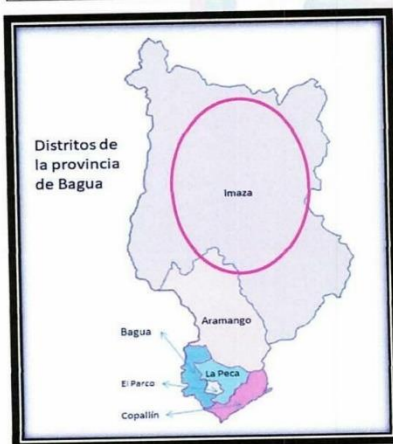 Distritos de
la provincia
de Bagua
Imaza
Aramango
Bagua
La Peca
El Parco
Copallín